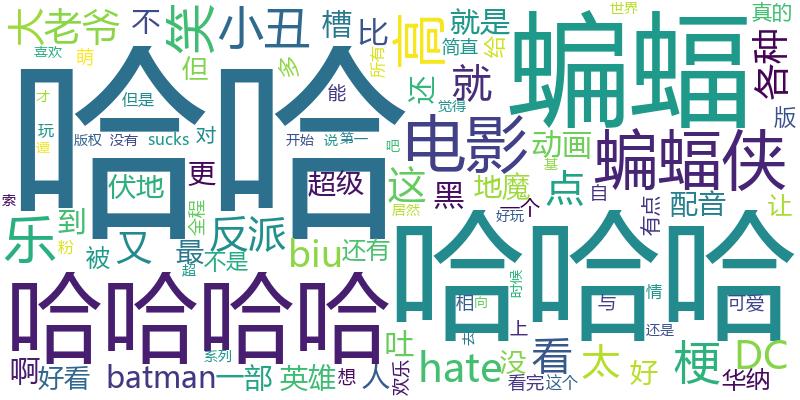 大老爷 不 笑 小丑 槽 比 高 就是 世界 真的
喜欢 萌 但 多 所有 简直 给 蝙蝠 各种
哈哈 还 就
才 但是 能 觉得 版
玩 版权 没有 sucks 对 开始 说 第一 吧 电影 动画 蝙蝠侠
谭 基
伏地 更 超级 这 黑 地魔 点 自
索 全程 居然 好玩 一个 有点 配音 让
乐 到 又 反派 哈哈哈
粉 被 最 不是 biu 还有
超
哈哈哈哈 时候 情
相 向 与 可爱
系列 去 上 还是
啊 好看 batman 一部 英雄 想 人 欢乐 吐 hate 没 看 太 好 梗 DC
看完 这个 华纳